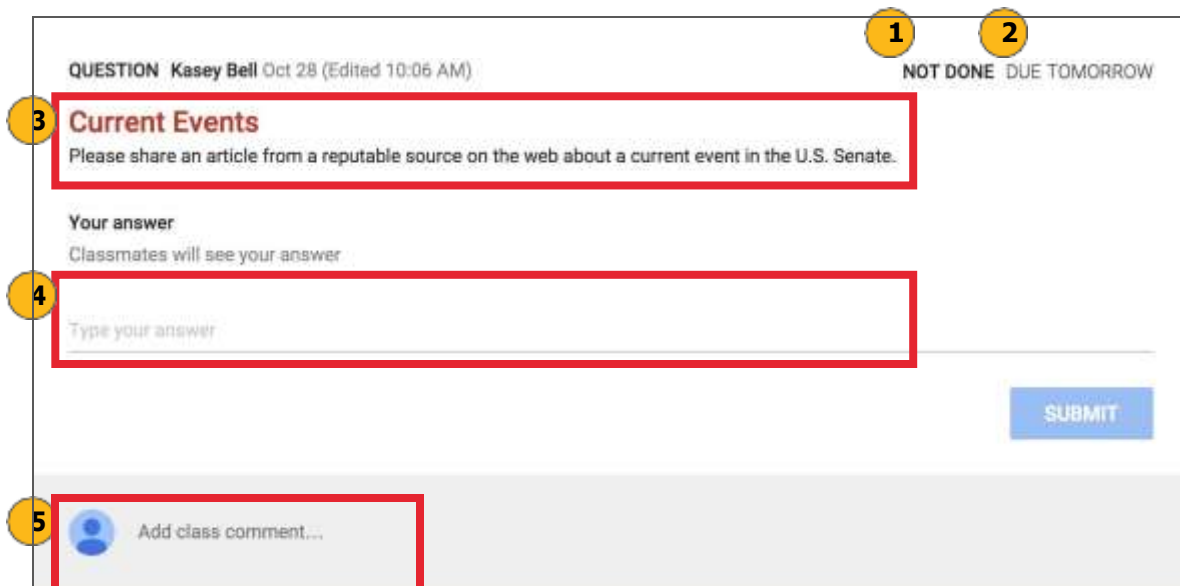 1 2
QUESTION Kasey Bell Oct 28 (Edited 10:06 AM) NOT DONE DUE TOMORROW
3 Current Events
Please share an article from a reputable source on the web about a current event in the U.S. Senate.
Your answer
Classmates will see your answer
4
Type your answer
SUBMIT
5 Add class comment...